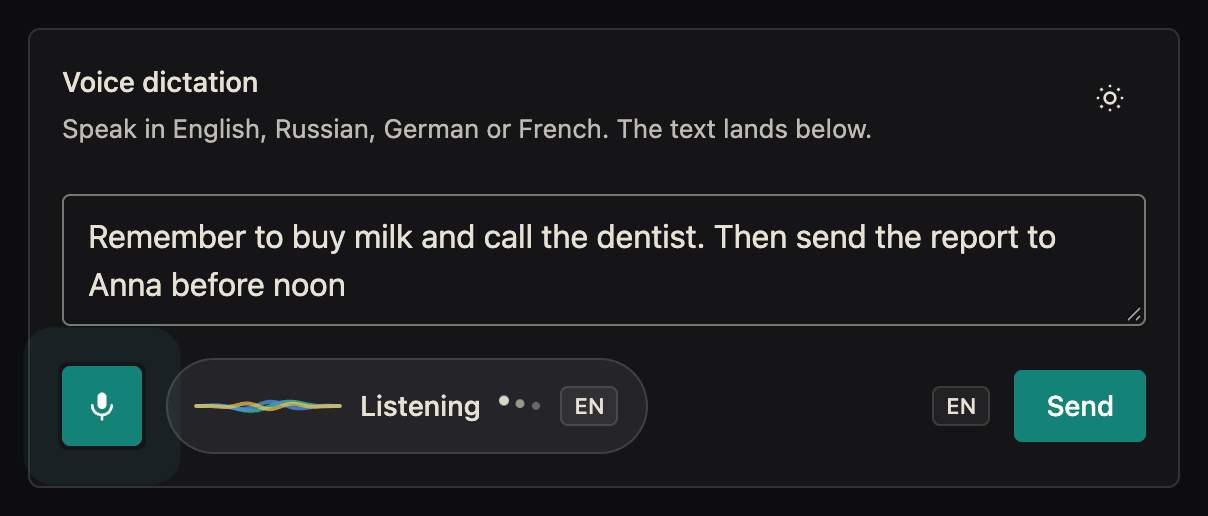 Voice dictation
Speak in English, Russian, German or French. The text lands below.
Remember to buy milk and call the dentist. Then send the report to
Anna before noon
Listening EN EN Send